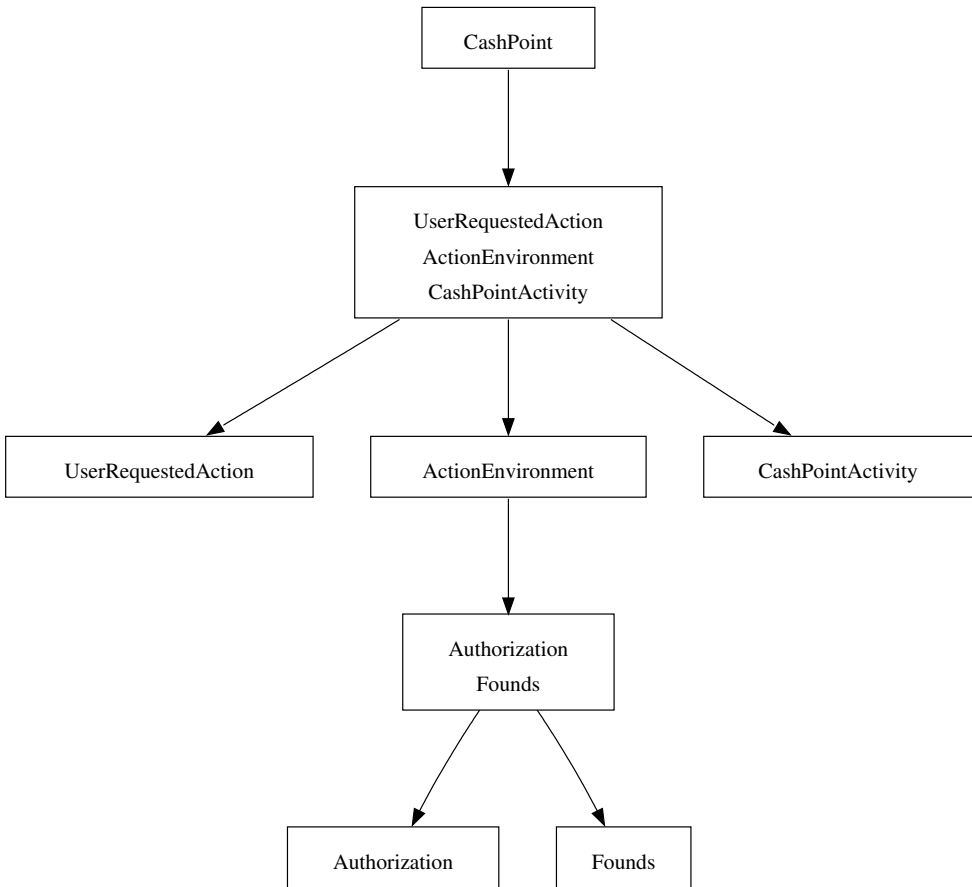 CashPoint
UserRequestedAction
ActionEnvironment
CashPointActivity
UserRequestedAction
ActionEnvironment
CashPointActivity
Authorization
Founds
Authorization
Founds